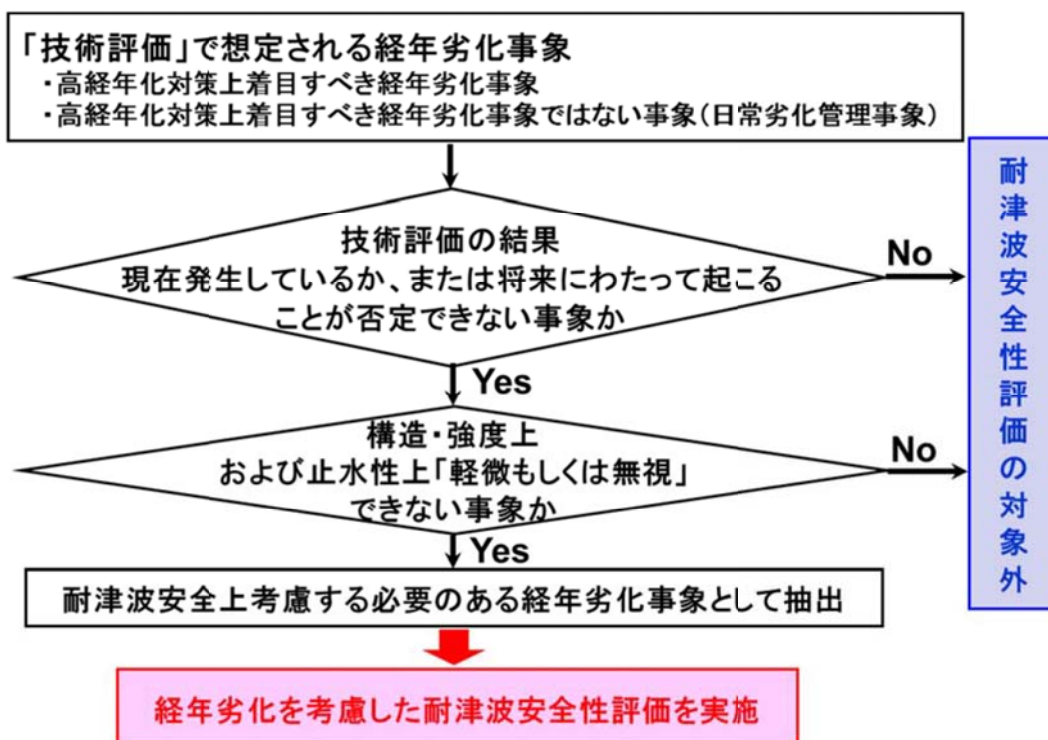 「技術評価」で想定される経年劣化事象
・高経年化対策上着目すべき経年劣化事象
・高経年化対策上着目すべき経年劣化事象ではない事象(日常劣化管理事象)
技術評価の結果
現在発生しているか、または将来にわたって起こる
ことが否定できない事象か
No
Yes
構造・強度上
および止水性上「軽微もしくは無視」
できない事象か
No
Yes
耐津波安全上考慮する必要のある経年劣化事象として抽出
経年劣化を考慮した耐津波安全性評価を実施
耐津波安全性評価の対象外